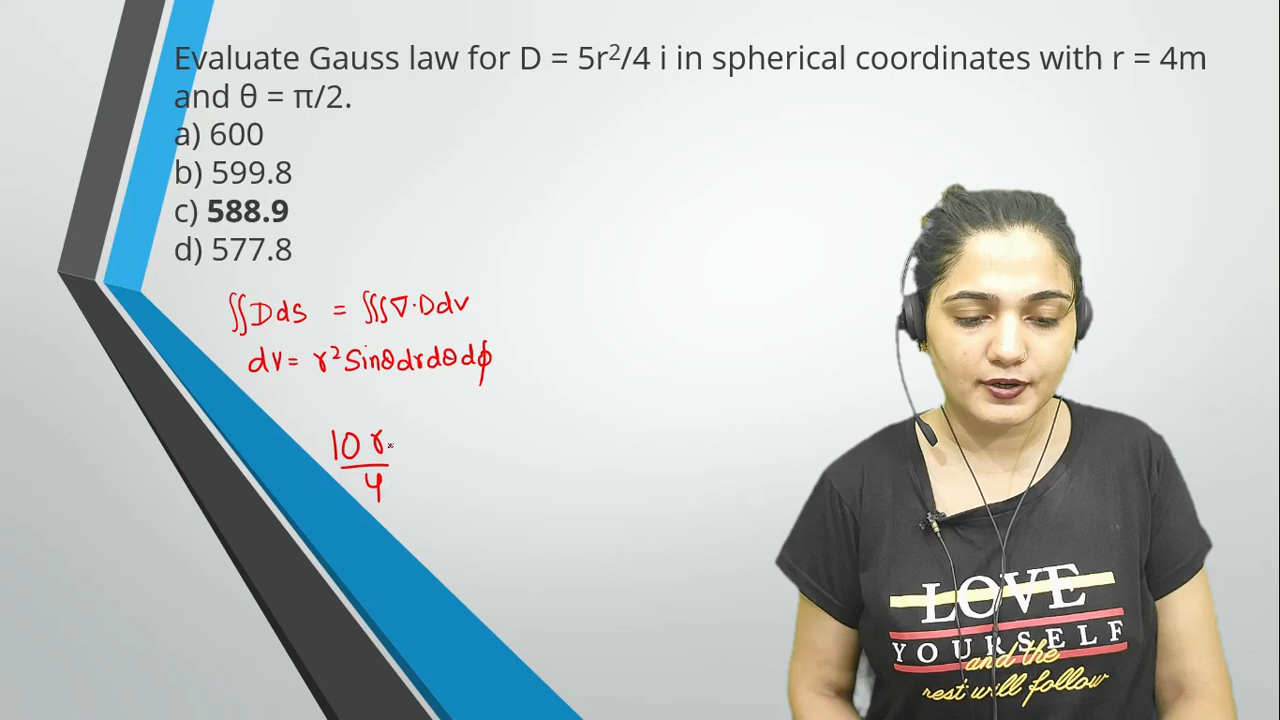 Evaluate Gauss law for D = 5r²/4 i in spherical coordinates with r = 4m
and θ = π/2.
a) 600
b) 599.8
c) 588.9
d) 577.8
∬DdS = ∭∇·Ddv
dv= r²Sinθdrdθdϕ
10 r
4
LOVE
YOURSELF
and the
rest will follow